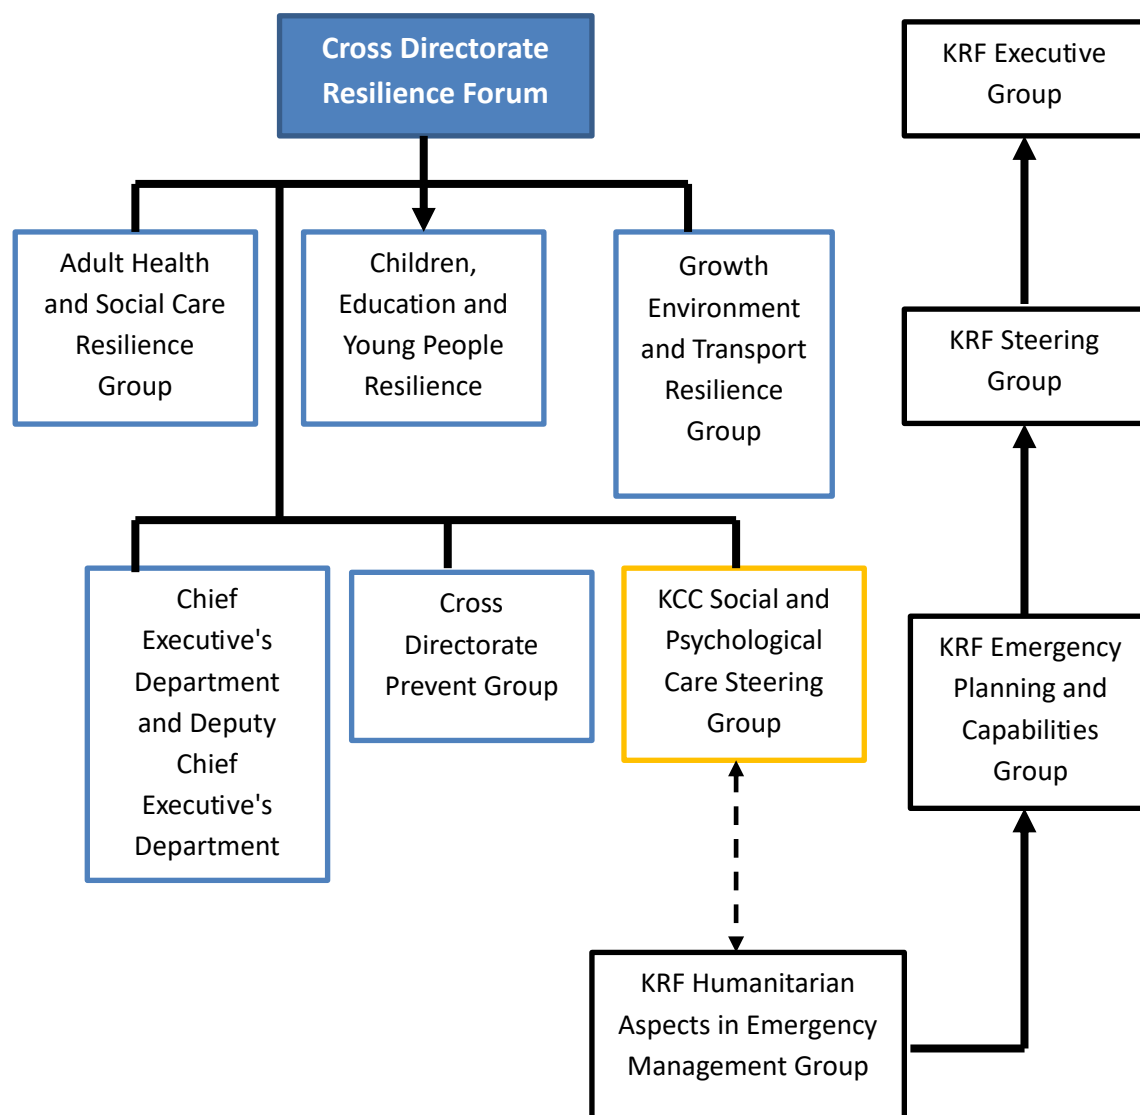 Cross Directorate
Resilience Forum
KRF Executive
Group
Adult Health
and Social Care
Resilience
Group
Children,
Education and
Young People
Resilience
Growth
Environment
and Transport
Resilience
Group
KRF Steering
Group
Chief
Executive's
Department
and Deputy
Chief
Executive's
Department
Cross
Directorate
Prevent Group
KCC Social and
Psychological
Care Steering
Group
KRF Emergency
Planning and
Capabilities
Group
KRF Humanitarian
Aspects in Emergency
Management Group